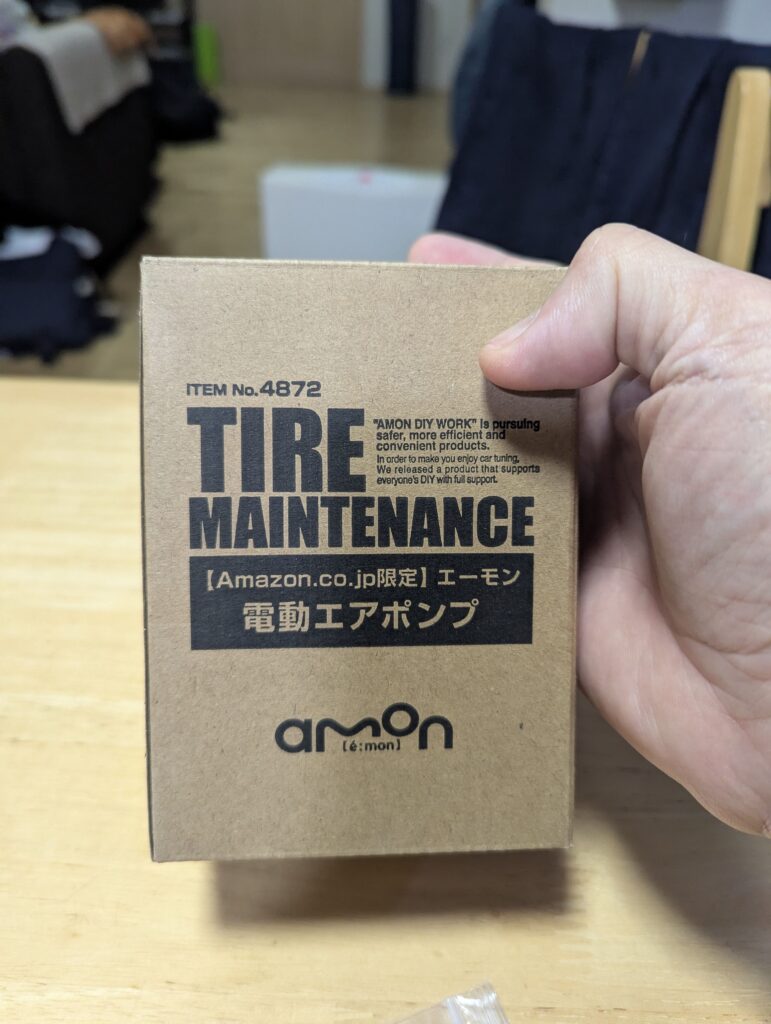 ITEM No.4872
TIRE
"AMON DIY WORK" is pursuing
safer, more efficient and
convenient products.
In order to make you enjoy car tuning,
We released a product that supports
everyone's DIY with full support.
MAINTENANCE
【Amazon.co.jp限定】エーモン
電動エアポンプ
amon
[é:mon]